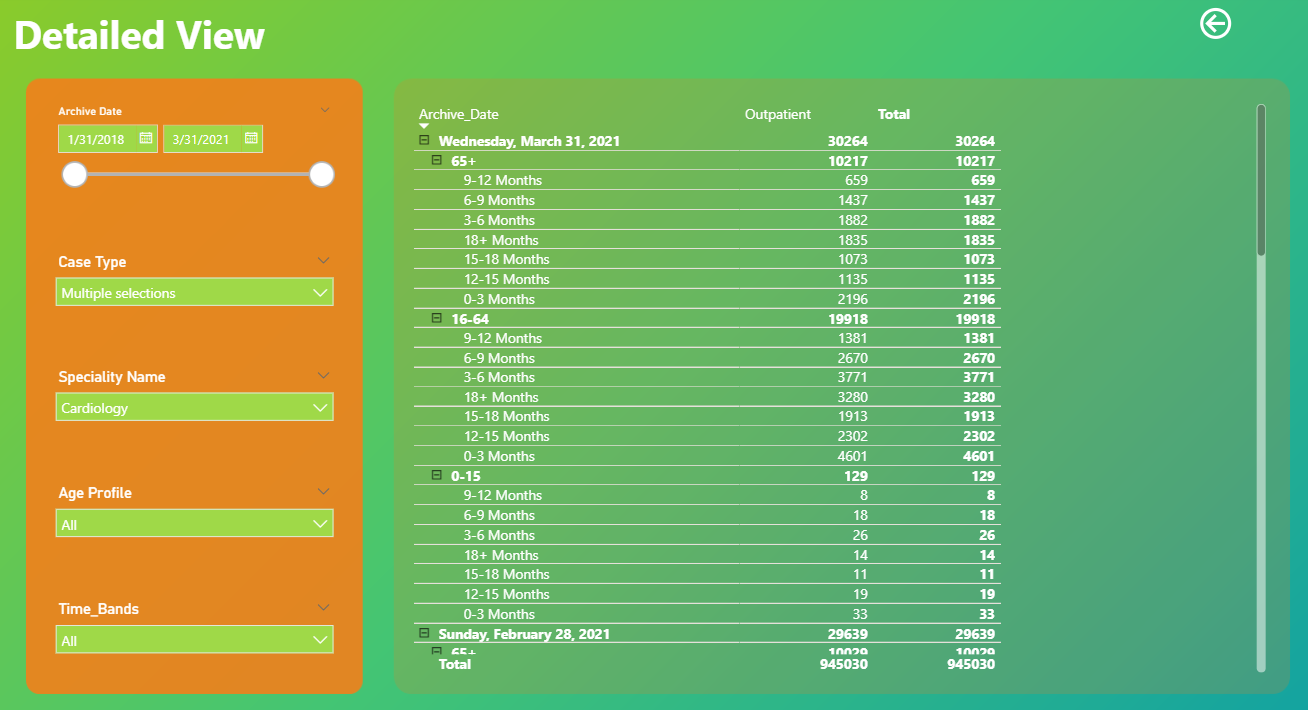 Detailed View
Archive Date
1/31/2018 3/31/2021
Case Type
Multiple selections
Speciality Name
Cardiology
Age Profile
All
Time_Bands
All
Archive_Date Outpatient Total
Wednesday, March 31, 2021 30264 30264
65+ 10217 10217
9-12 Months 659 659
6-9 Months 1437 1437
3-6 Months 1882 1882
18+ Months 1835 1835
15-18 Months 1073 1073
12-15 Months 1135 1135
0-3 Months 2196 2196
16-64 19918 19918
9-12 Months 1381 1381
6-9 Months 2670 2670
3-6 Months 3771 3771
18+ Months 3280 3280
15-18 Months 1913 1913
12-15 Months 2302 2302
0-3 Months 4601 4601
0-15 129 129
9-12 Months 8 8
6-9 Months 18 18
3-6 Months 26 26
18+ Months 14 14
15-18 Months 11 11
12-15 Months 19 19
0-3 Months 33 33
Sunday, February 28, 2021 29639 29639
65+ 10029 10029
Total 945030 945030